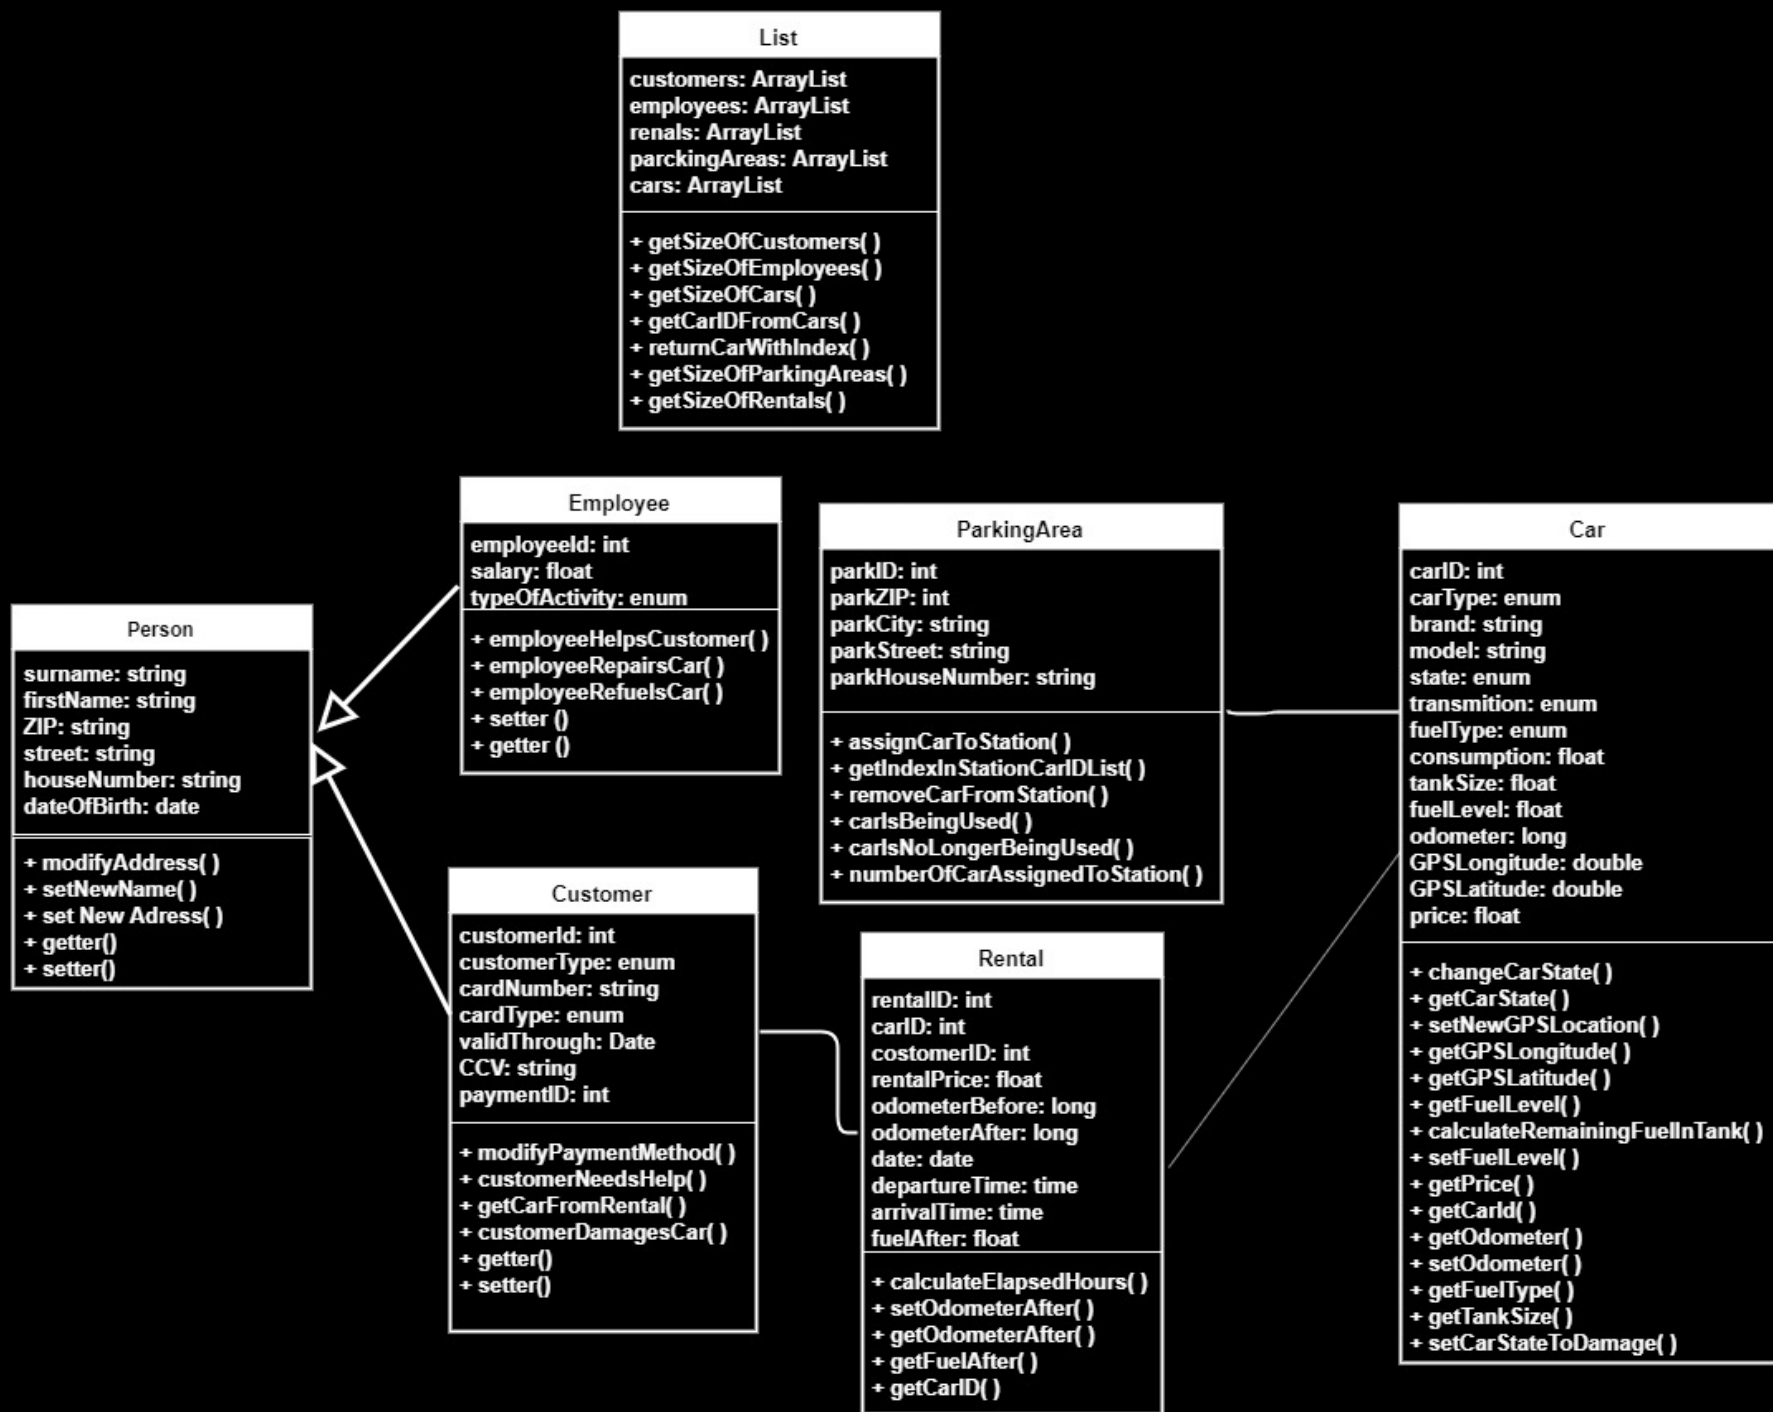 List
customers: ArrayList
employees: ArrayList
renals: ArrayList
parckingAreas: ArrayList
cars: ArrayList
+ getSizeOfCustomers( )
+ getSizeOfEmployees( )
+ getSizeOfCars( )
+ getCarIDFromCars( )
+ returnCarWithIndex( )
+ getSizeOfParkingAreas( )
+ getSizeOfRentals( )
Person
surname: string
firstName: string
ZIP: string
street: string
houseNumber: string
dateOfBirth: date
+ modifyAddress( )
+ setNewName( )
+ set New Adress( )
+ getter()
+ setter()
Employee
employeeId: int
salary: float
typeOfActivity: enum
+ employeeHelpsCustomer( )
+ employeeRepairsCar( )
+ employeeRefuelsCar( )
+ setter ()
+ getter ()
Customer
customerId: int
customerType: enum
cardNumber: string
cardType: enum
validThrough: Date
CCV: string
paymentID: int
+ modifyPaymentMethod( )
+ customerNeedsHelp( )
+ getCarFromRental( )
+ customerDamagesCar( )
+ getter()
+ setter()
ParkingArea
parkID: int
parkZIP: int
parkCity: string
parkStreet: string
parkHouseNumber: string
+ assignCarToStation( )
+ getIndexInStationCarIDList( )
+ removeCarFromStation( )
+ carIsBeingUsed( )
+ carIsNoLongerBeingUsed( )
+ numberOfCarAssignedToStation( )
Rental
rentalID: int
carID: int
costomerID: int
rentalPrice: float
odometerBefore: long
odometerAfter: long
date: date
departureTime: time
arrivalTime: time
fuelAfter: float
+ calculateElapsedHours( )
+ setOdometerAfter( )
+ getOdometerAfter( )
+ getFuelAfter( )
+ getCarID( )
Car
carID: int
carType: enum
brand: string
model: string
state: enum
transmition: enum
fuelType: enum
consumption: float
tankSize: float
fuelLevel: float
odometer: long
GPSLongitude: double
GPSLatitude: double
price: float
+ changeCarState( )
+ getCarState( )
+ setNewGPSLocation( )
+ getGPSLongitude( )
+ getGPSLatitude( )
+ getFuelLevel( )
+ calculateRemainingFuelInTank( )
+ setFuelLevel( )
+ getPrice( )
+ getCarId( )
+ getOdometer( )
+ setOdometer( )
+ getFuelType( )
+ getTankSize( )
+ setCarStateToDamage( )